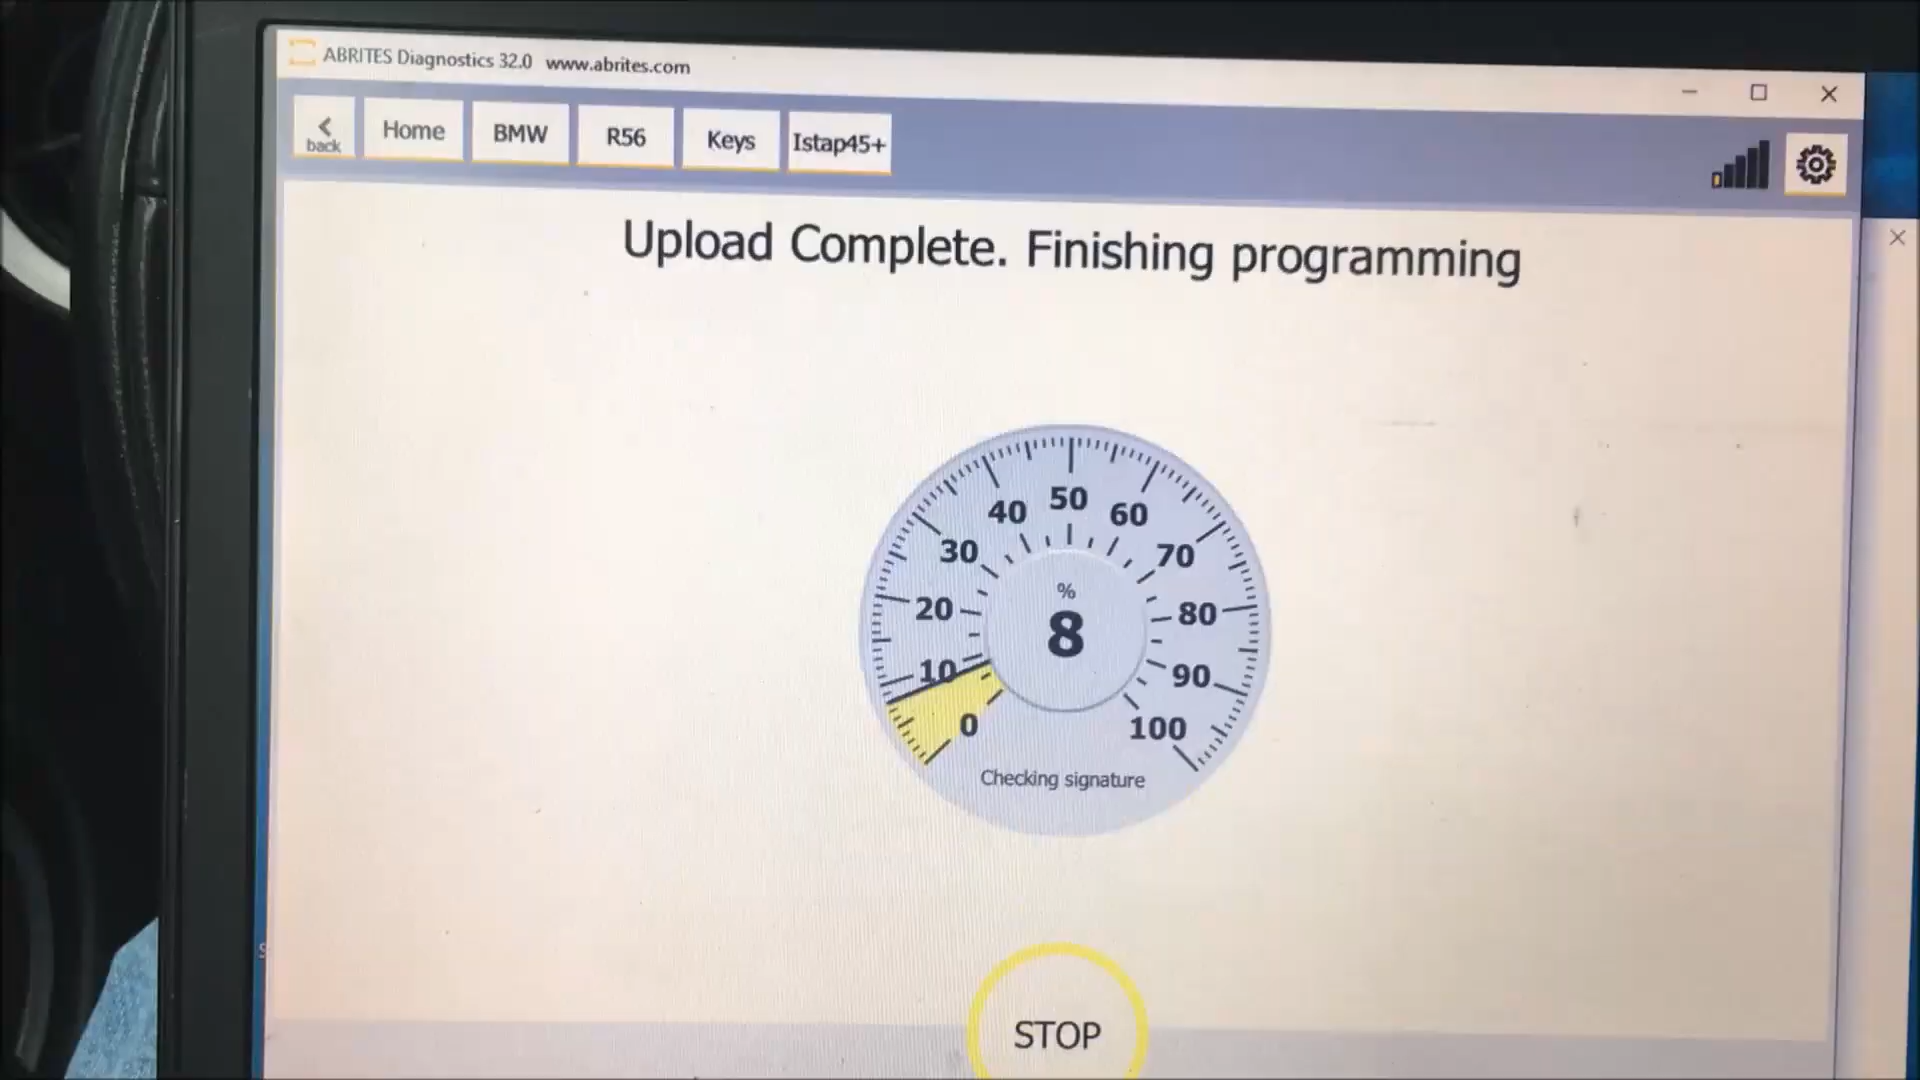 ABRITES Diagnostics 32.0 www.abrites.com
<
back
Home
BMW
R56
Keys
Istap45+
Upload Complete. Finishing programming
0
10
20
30
40
50
60
70
80
90
100
%
8
Checking signature
STOP